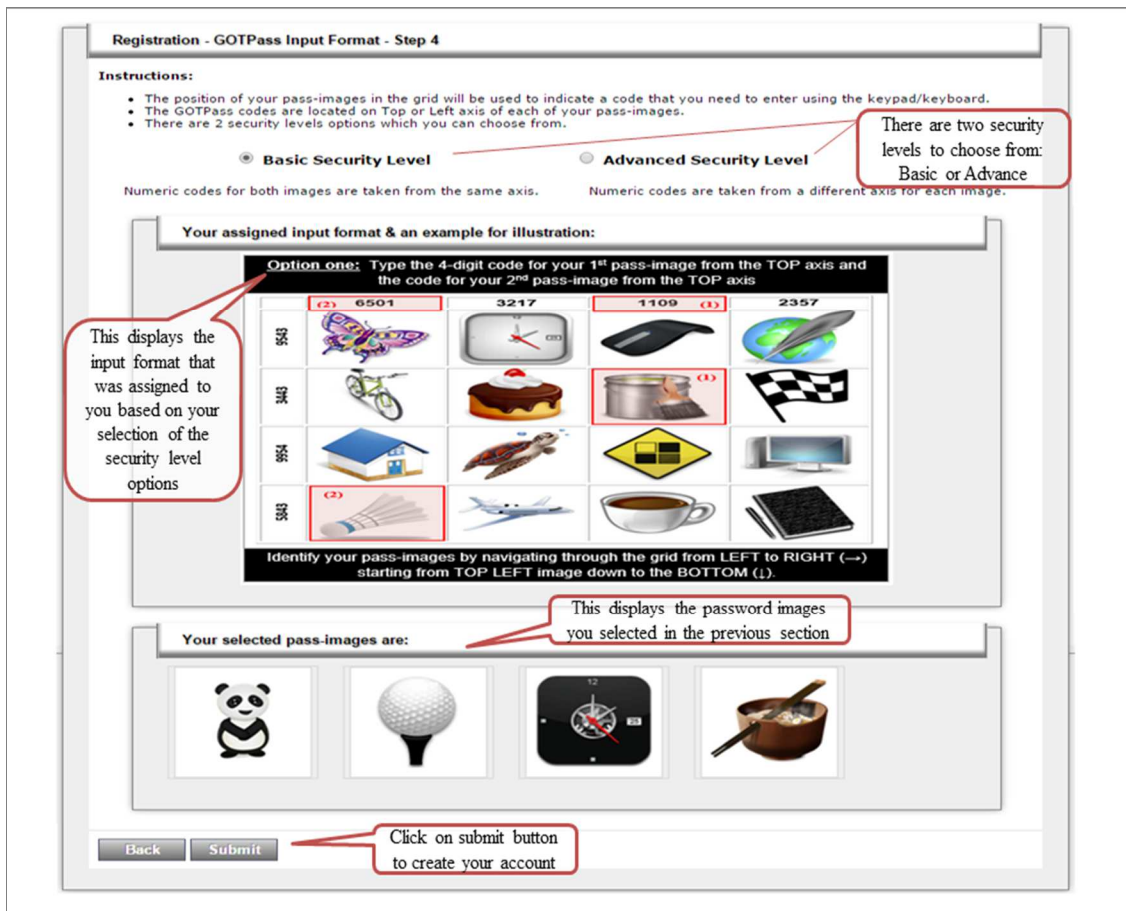 Registration - GOTPass Input Format - Step 4
Instructions:
• The position of your pass-images in the grid will be used to indicate a code that you need to enter using the keypad/keyboard.
• The GOTPass codes are located on Top or Left axis of each of your pass-images.
• There are 2 security levels options which you can choose from.
There are two security
levels to choose from:
Basic or Advance
Basic Security Level
Advanced Security Level
Numeric codes for both images are taken from the same axis.
Numeric codes are taken from a different axis for each image.
Your assigned input format & an example for illustration:
Option one: Type the 4-digit code for your 1st pass-image from the TOP axis and
the code for your 2nd pass-image from the TOP axis
(2) 6501 3217 1109 (1) 2357
This displays the
input format that
was assigned to
you based on your
selection of the
security level
options
9543
12
3443
(1)
9954
5843
(2)
Identify your pass-images by navigating through the grid from LEFT to RIGHT (→)
starting from TOP LEFT image down to the BOTTOM (↓).
This displays the password images
you selected in the previous section
Your selected pass-images are:
12
Back
Submit
Click on submit button
to create your account